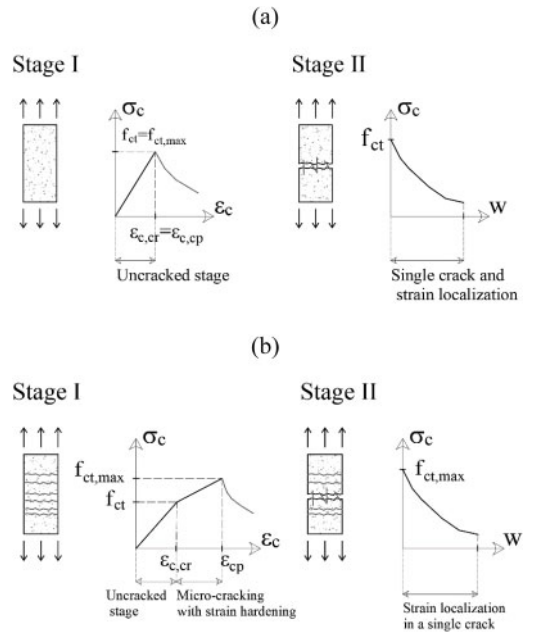 (a)
Stage I
Stage II
σc
fct=fct,max
εc
εc,cr=εc,cp
Uncracked stage
σc
fct
w
Single crack and
strain localization
(b)
Stage I
Stage II
σc
fct,max
fct
εc
εc,cr
εcp
Uncracked
stage
Micro-cracking
with strain hardening
σc
fct,max
w
Strain localization
in a single crack